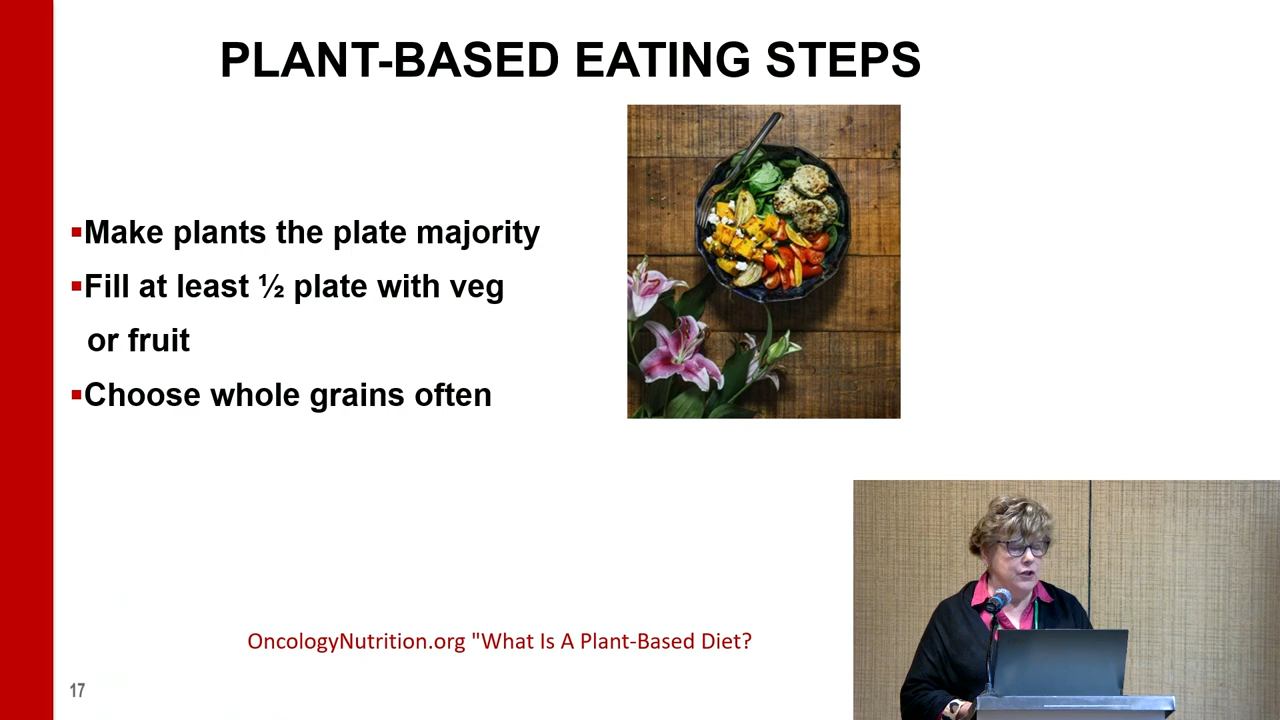 PLANT-BASED EATING STEPS
▪Make plants the plate majority
▪Fill at least ½ plate with veg
or fruit
▪Choose whole grains often
OncologyNutrition.org "What Is A Plant-Based Diet?
17